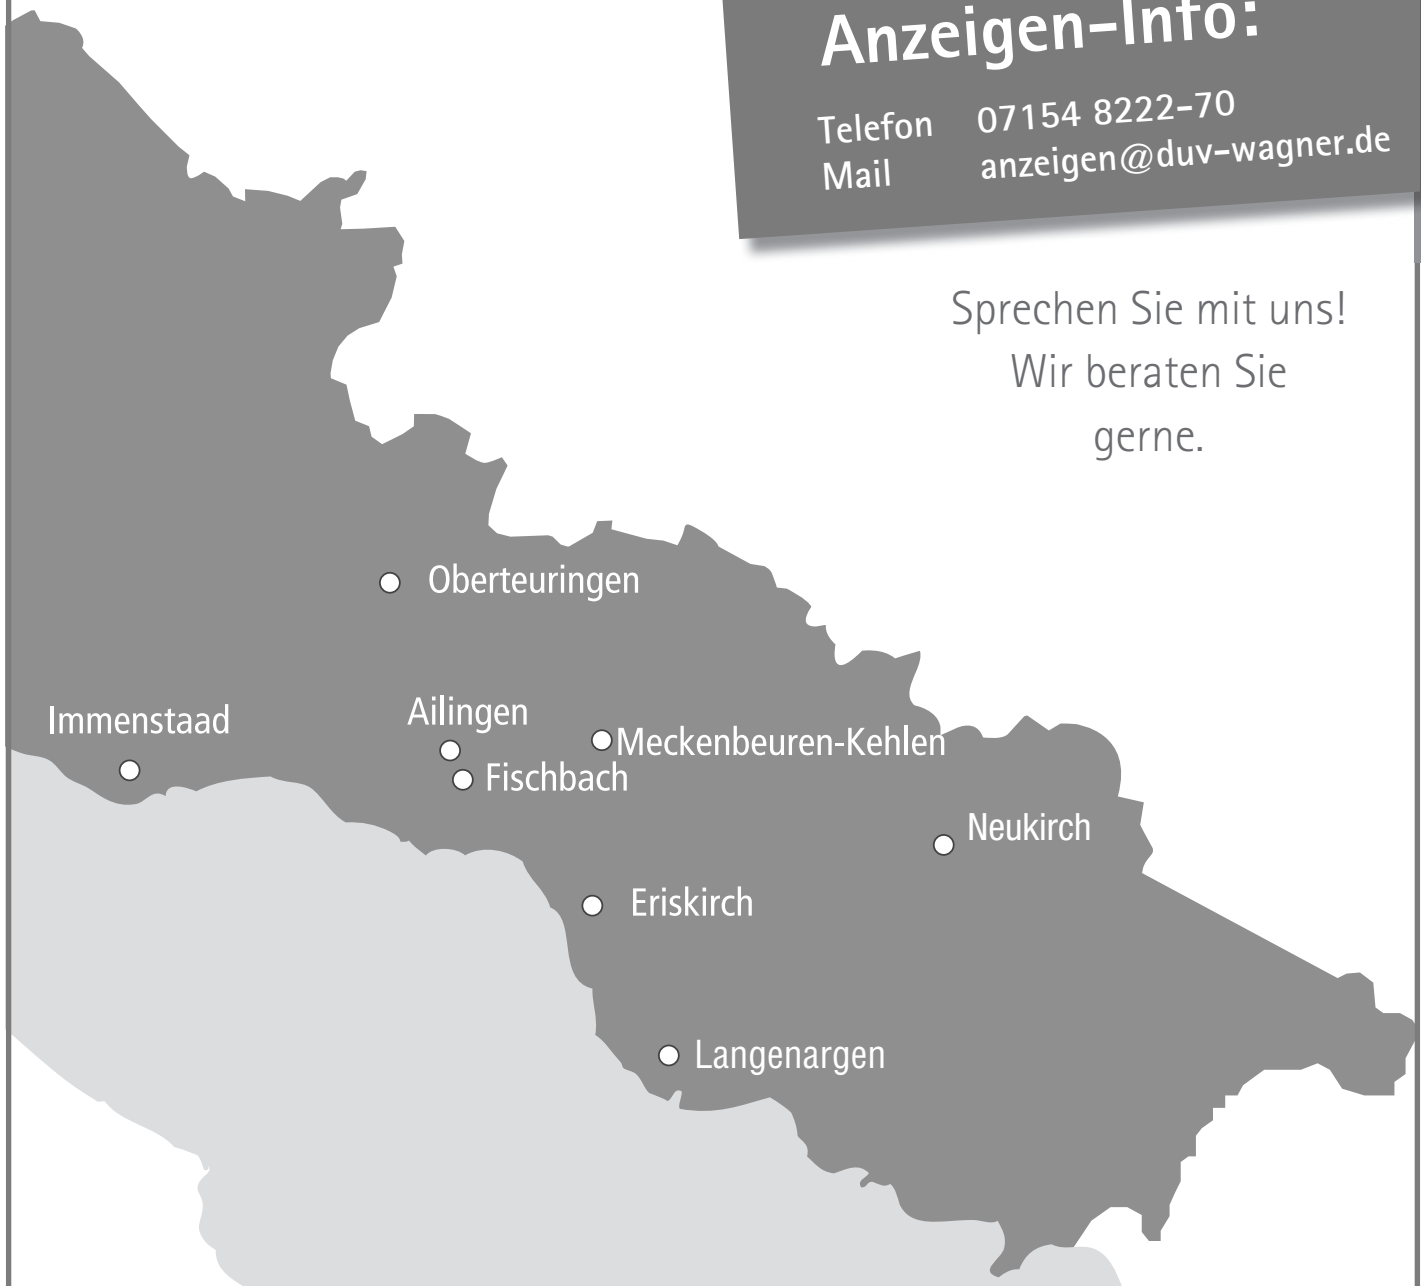 Anzeigen-Info:
Telefon 07154 8222-70
Mail anzeigen@duv-wagner.de
Sprechen Sie mit uns!
Wir beraten Sie
gerne.
Oberteuringen
Ailingen
Immenstaad
Meckenbeuren-Kehlen
Fischbach
Neukirch
Eriskirch
Langenargen